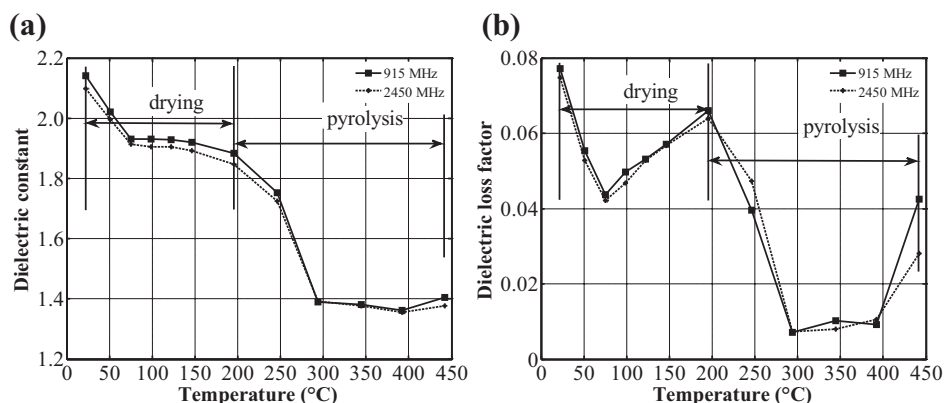 (a)
2.2
2.0
1.8
1.6
1.4
1.2
Dielectric constant
915 MHz
2450 MHz
drying
pyrolysis
0 50 100 150 200 250 300 350 400 450
Temperature (°C)
(b)
0.08
0.06
0.04
0.02
0
Dielectric loss factor
915 MHz
2450 MHz
drying
pyrolysis
0 50 100 150 200 250 300 350 400 450
Temperature (°C)